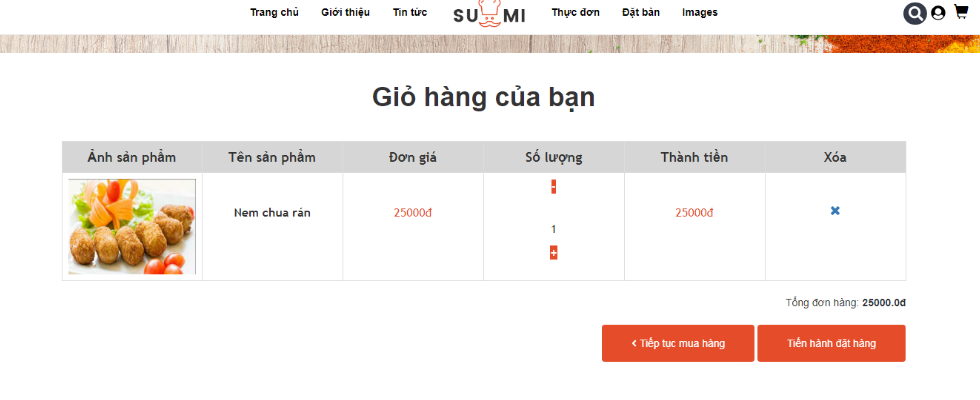 Trang chủ Giới thiệu Tin tức SUMI Thực đơn Đặt bàn Images
Giỏ hàng của bạn
Ảnh sản phẩm Tên sản phẩm Đơn giá Số lượng Thành tiền Xóa
-
Nem chua rán 25000đ 1 25000đ ×
+
Tổng đơn hàng: 25000.0đ
‹ Tiếp tục mua hàng Tiến hành đặt hàng